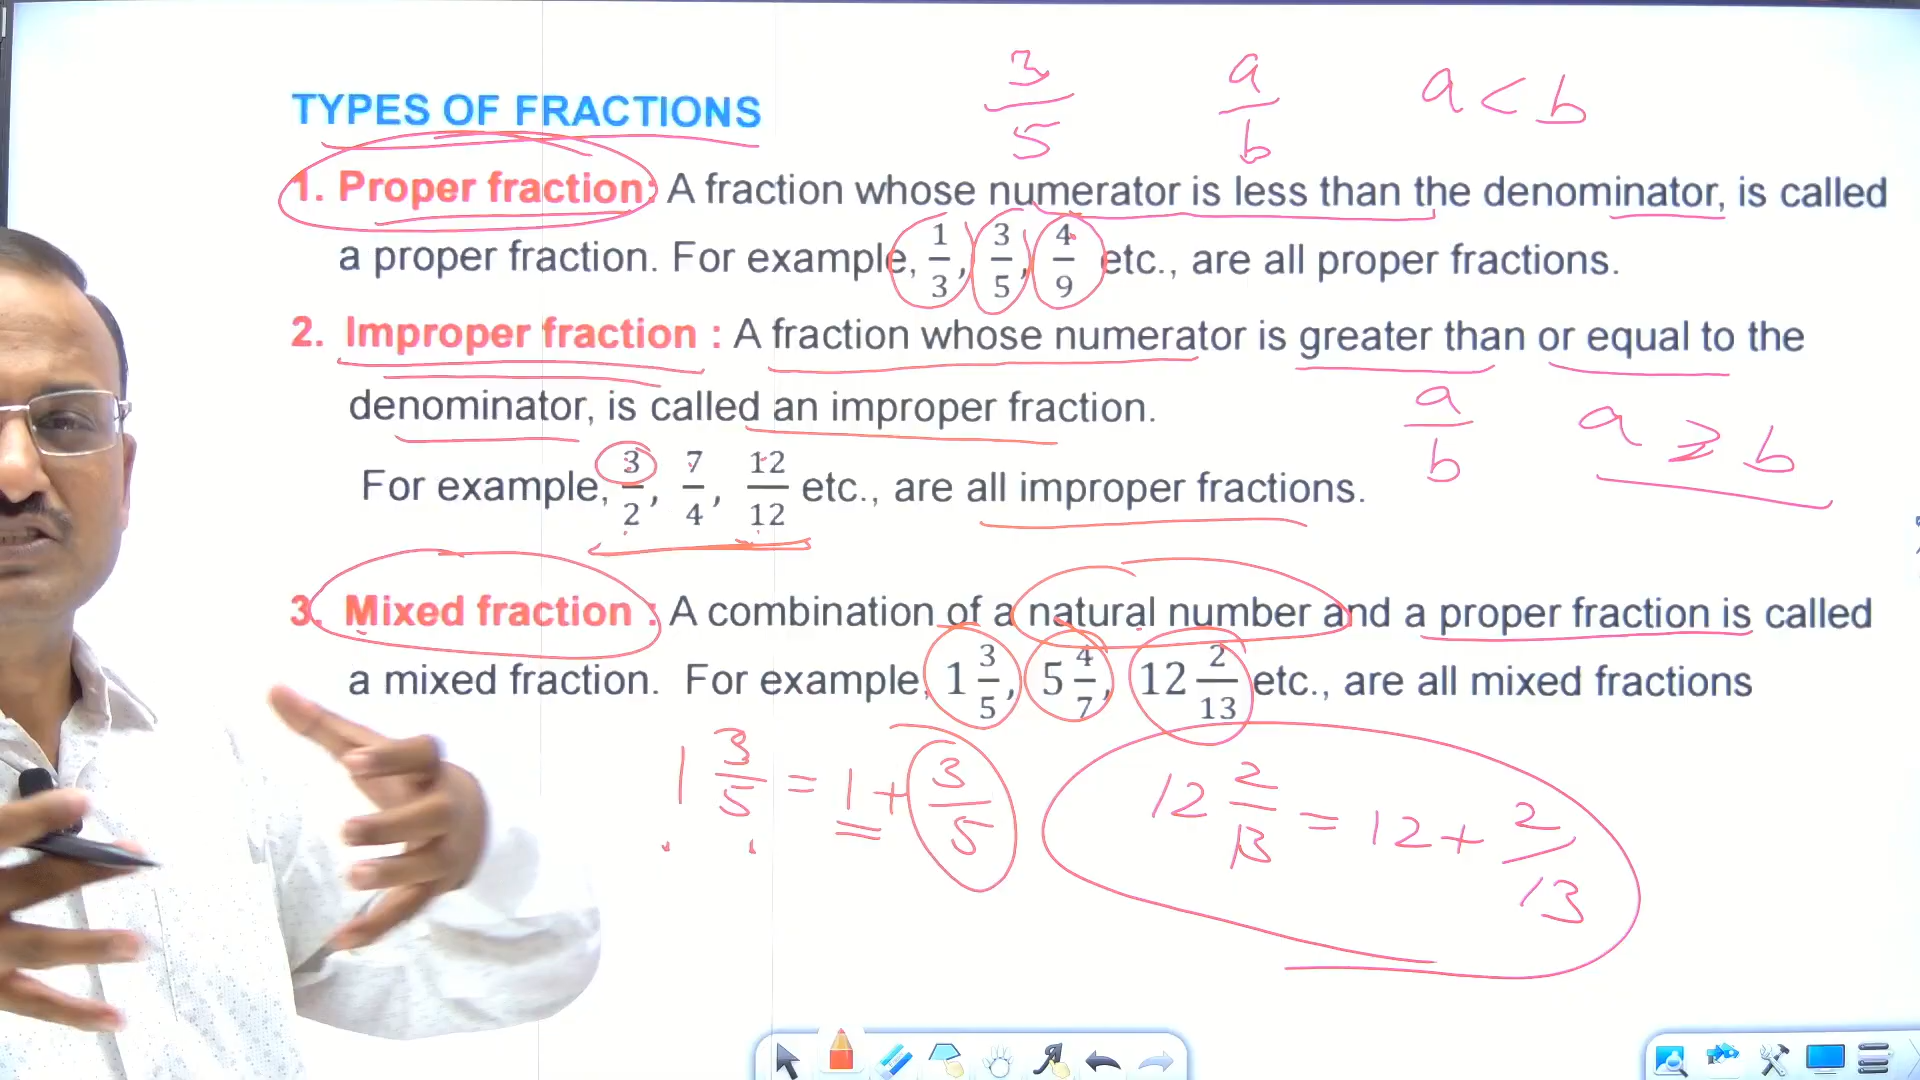 3/5 a/b a < b
TYPES OF FRACTIONS
1. Proper fraction: A fraction whose numerator is less than the denominator, is called
a proper fraction. For example, 1/3, 3/5, 4/9 etc., are all proper fractions.
2. Improper fraction : A fraction whose numerator is greater than or equal to the
denominator, is called an improper fraction.
a/b a ≥ b
For example, 3/2, 7/4, 12/12 etc., are all improper fractions.
3. Mixed fraction : A combination of a natural number and a proper fraction is called
a mixed fraction. For example, 1 3/5, 5 4/7, 12 2/13 etc., are all mixed fractions
1 3/5 = 1 + 3/5
12 2/13 = 12 + 2/13